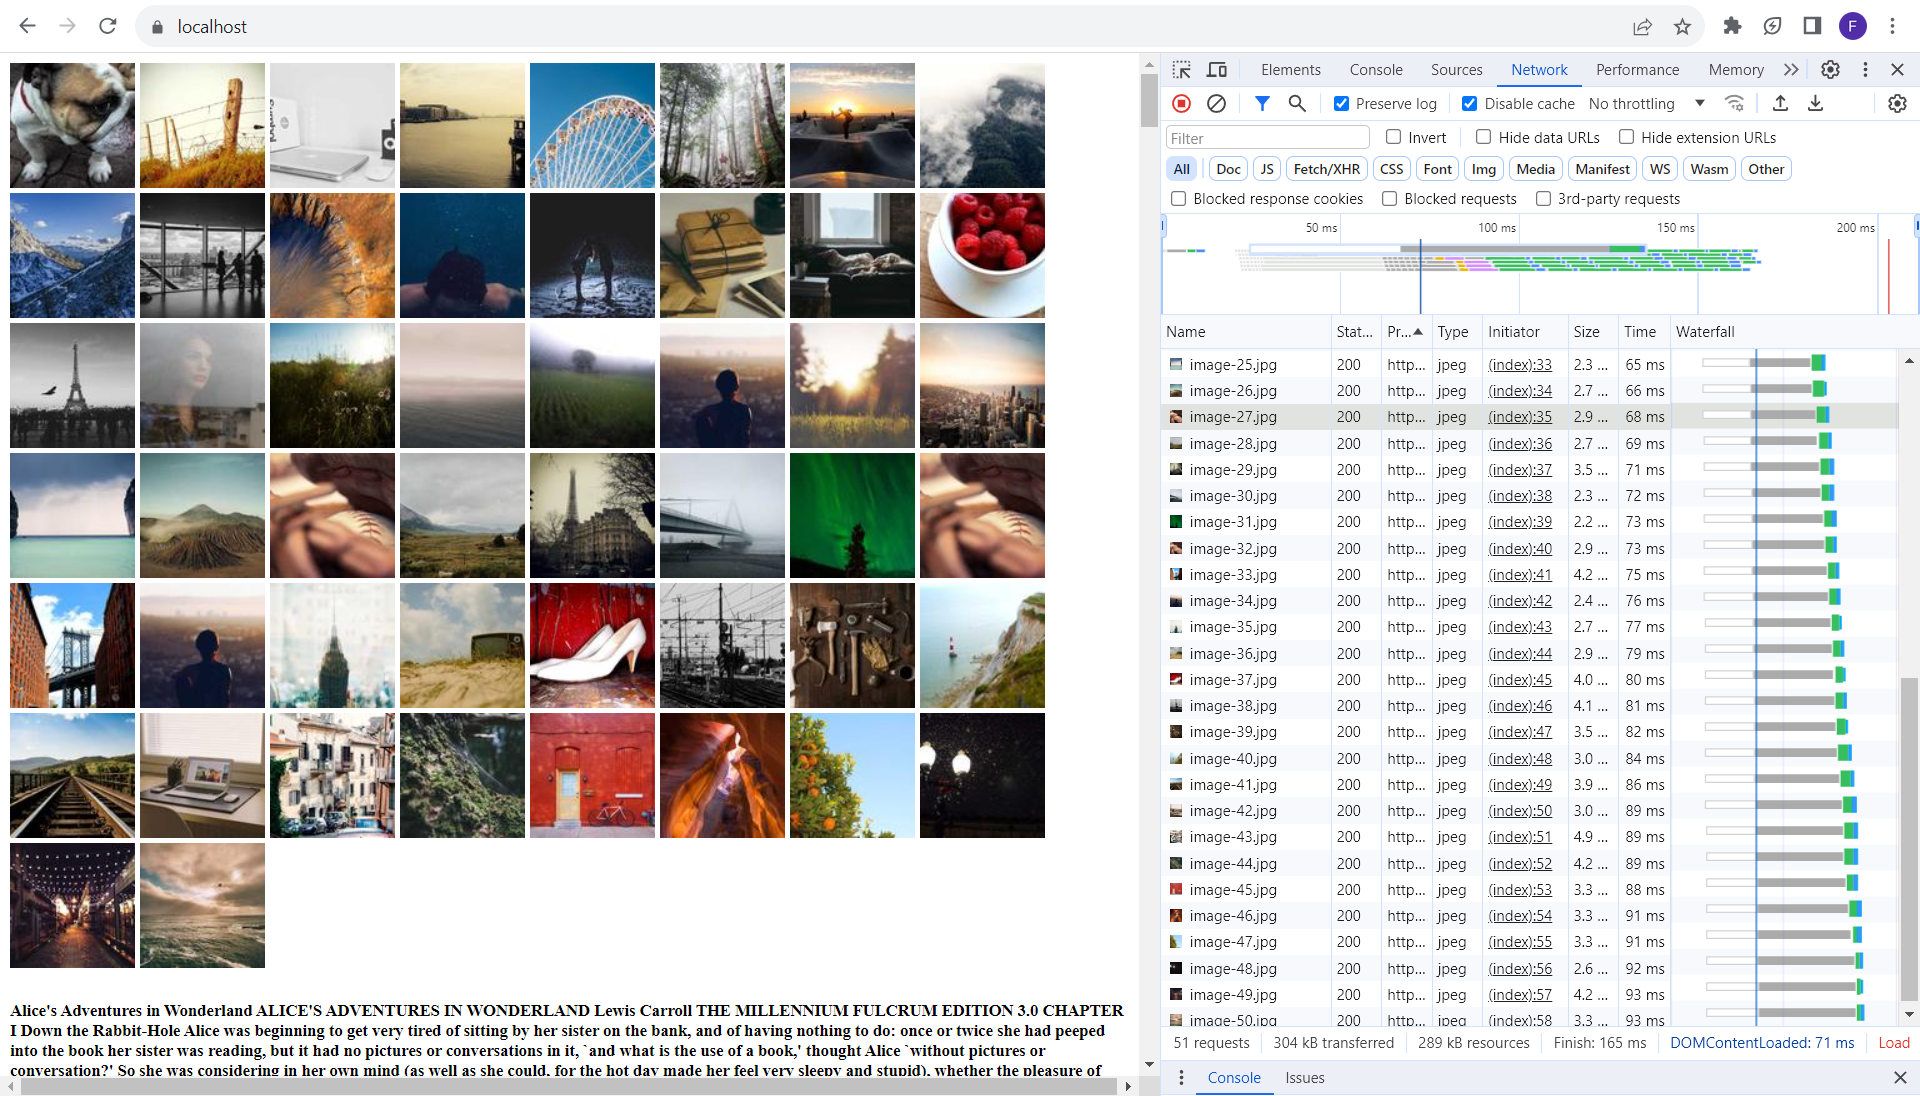 localhost
F
Elements Console Sources Network Performance Memory
Preserve log Disable cache No throttling
Filter Invert Hide data URLs Hide extension URLs
All Doc JS Fetch/XHR CSS Font Img Media Manifest WS Wasm Other
Blocked response cookies Blocked requests 3rd-party requests
50 ms 100 ms 150 ms 200 ms
Name Stat... Pr... Type Initiator Size Time Waterfall
image-25.jpg 200 http... jpeg (index):33 2.3 ... 65 ms
image-26.jpg 200 http... jpeg (index):34 2.7 ... 66 ms
image-27.jpg 200 http... jpeg (index):35 2.9 ... 68 ms
image-28.jpg 200 http... jpeg (index):36 2.7 ... 69 ms
image-29.jpg 200 http... jpeg (index):37 3.5 ... 71 ms
image-30.jpg 200 http... jpeg (index):38 2.3 ... 72 ms
image-31.jpg 200 http... jpeg (index):39 2.2 ... 73 ms
image-32.jpg 200 http... jpeg (index):40 2.9 ... 73 ms
image-33.jpg 200 http... jpeg (index):41 4.2 ... 75 ms
image-34.jpg 200 http... jpeg (index):42 2.4 ... 76 ms
image-35.jpg 200 http... jpeg (index):43 2.7 ... 77 ms
image-36.jpg 200 http... jpeg (index):44 2.9 ... 79 ms
image-37.jpg 200 http... jpeg (index):45 4.0 ... 80 ms
image-38.jpg 200 http... jpeg (index):46 4.1 ... 81 ms
image-39.jpg 200 http... jpeg (index):47 3.5 ... 82 ms
image-40.jpg 200 http... jpeg (index):48 3.0 ... 84 ms
image-41.jpg 200 http... jpeg (index):49 3.9 ... 86 ms
image-42.jpg 200 http... jpeg (index):50 3.0 ... 89 ms
image-43.jpg 200 http... jpeg (index):51 4.9 ... 89 ms
image-44.jpg 200 http... jpeg (index):52 4.2 ... 89 ms
image-45.jpg 200 http... jpeg (index):53 3.3 ... 88 ms
image-46.jpg 200 http... jpeg (index):54 3.3 ... 91 ms
image-47.jpg 200 http... jpeg (index):55 3.3 ... 91 ms
image-48.jpg 200 http... jpeg (index):56 2.6 ... 92 ms
image-49.jpg 200 http... jpeg (index):57 4.2 ... 93 ms
image-50.jpg 200 http... jpeg (index):58 3.3 ... 93 ms
51 requests 304 kB transferred 289 kB resources Finish: 165 ms DOMContentLoaded: 71 ms Load
Console Issues
Alice's Adventures in Wonderland ALICE'S ADVENTURES IN WONDERLAND Lewis Carroll THE MILLENNIUM FULCRUM EDITION 3.0 CHAPTER
I Down the Rabbit-Hole Alice was beginning to get very tired of sitting by her sister on the bank, and of having nothing to do: once or twice she had peeped
into the book her sister was reading, but it had no pictures or conversations in it, `and what is the use of a book,' thought Alice `without pictures or
conversation?' So she was considering in her own mind (as well as she could, for the hot day made her feel very sleepy and stupid), whether the pleasure of